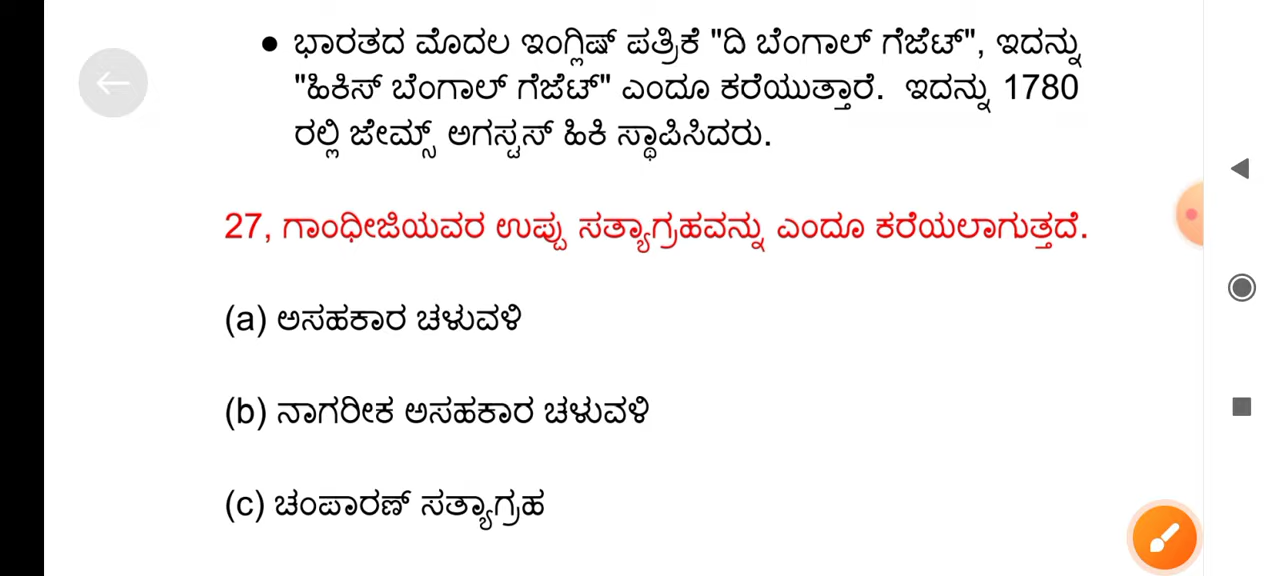 ● ಭಾರತದ ಮೊದಲ ಇಂಗ್ಲಿಷ್ ಪತ್ರಿಕೆ "ದಿ ಬೆಂಗಾಲ್ ಗೆಜೆಟ್", ಇದನ್ನು
"ಹಿಕಿಸ್ ಬೆಂಗಾಲ್ ಗೆಜೆಟ್" ಎಂದೂ ಕರೆಯುತ್ತಾರೆ. ಇದನ್ನು 1780
ರಲ್ಲಿ ಜೇಮ್ಸ್ ಅಗಸ್ಟಸ್ ಹಿಕಿ ಸ್ಥಾಪಿಸಿದರು.
27, ಗಾಂಧೀಜಿಯವರ ಉಪ್ಪು ಸತ್ಯಾಗ್ರಹವನ್ನು ಎಂದೂ ಕರೆಯಲಾಗುತ್ತದೆ.
(a) ಅಸಹಕಾರ ಚಳುವಳಿ
(b) ನಾಗರೀಕ ಅಸಹಕಾರ ಚಳುವಳಿ
(c) ಚಂಪಾರಣ್ ಸತ್ಯಾಗ್ರಹ